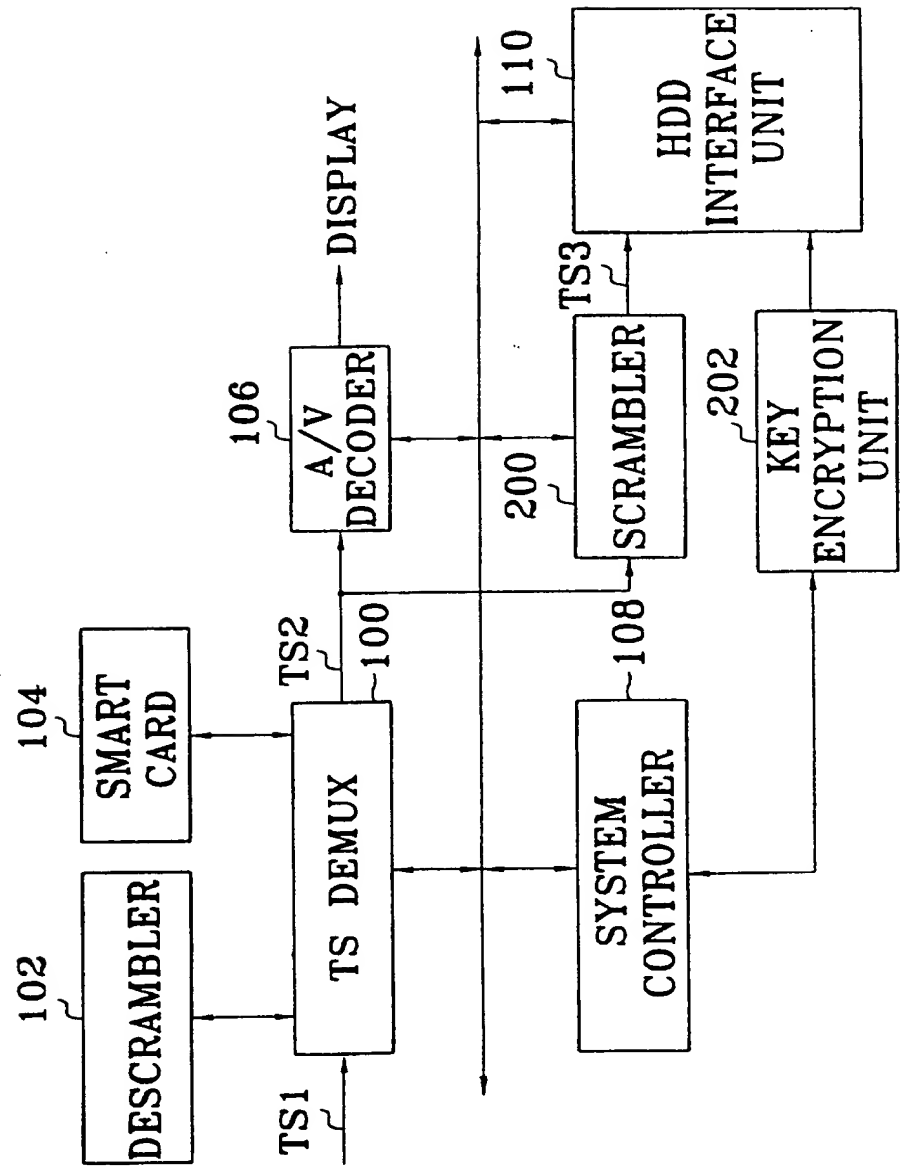 102
DESCRAMBLER
104
SMART
CARD
TS1
TS DEMUX
TS2
100
106
A/V
DECODER
DISPLAY
108
SYSTEM
CONTROLLER
200
SCRAMBLER
TS3
110
HDD
INTERFACE
UNIT
202
KEY
ENCRYPTION
UNIT